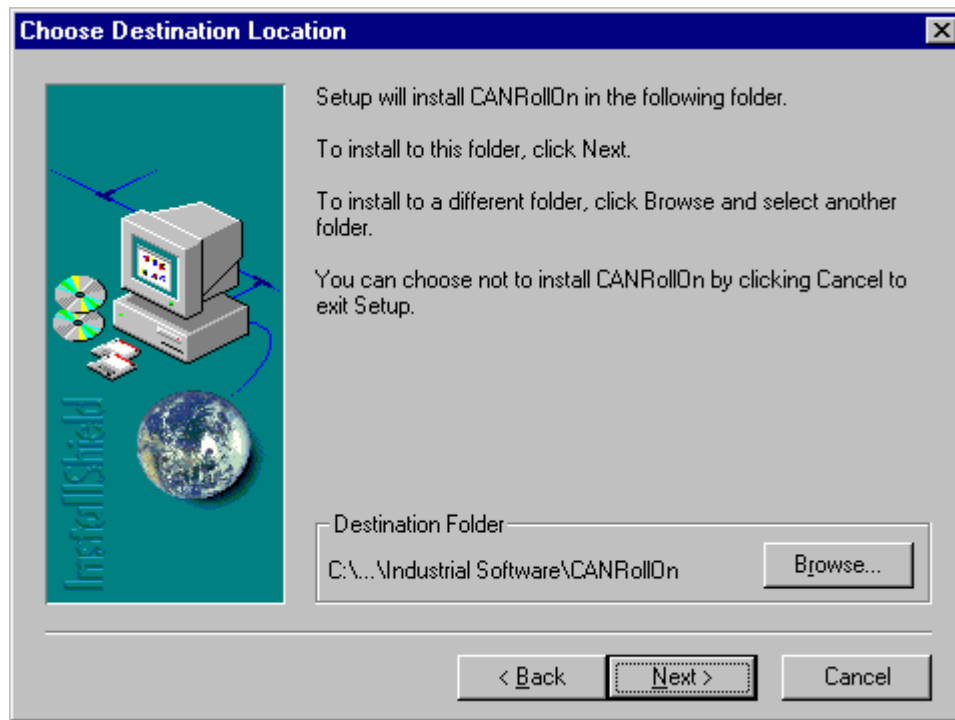 Choose Destination Location
Setup will install CANRollOn in the following folder.
To install to this folder, click Next.
To install to a different folder, click Browse and select another
folder.
You can choose not to install CANRollOn by clicking Cancel to
exit Setup.
InstallShield
Destination Folder
C:\...\Industrial Software\CANRollOn
Browse...
< Back
Next >
Cancel